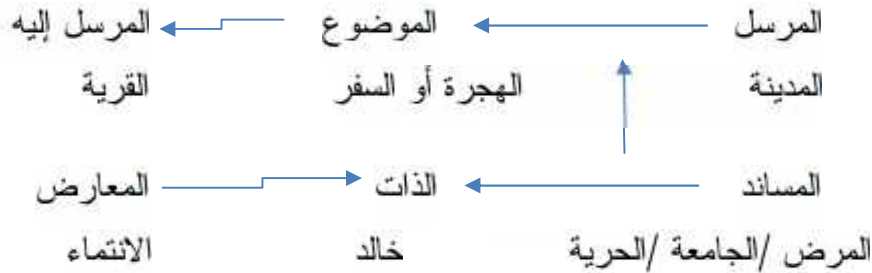 المرسل الموضوع المرسل إليه
المدينة الهجرة أو السفر القرية
المساند الذات المعارض
المرض /الجامعة /الحرية خالد الانتماء